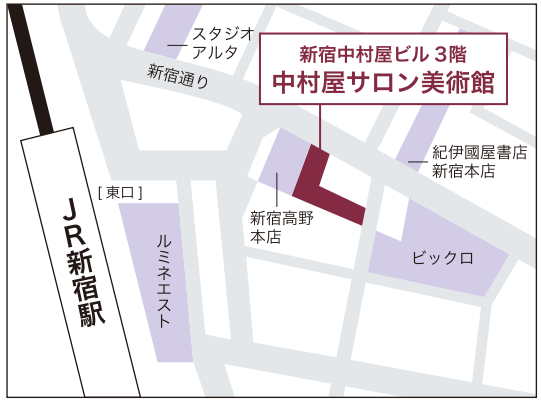 スタジオ
アルタ
新宿通り
新宿中村屋ビル3階
中村屋サロン美術館
紀伊國屋書店
新宿本店
[東口]
新宿高野
本店
JR新宿駅
ルミネエスト
ビックロ